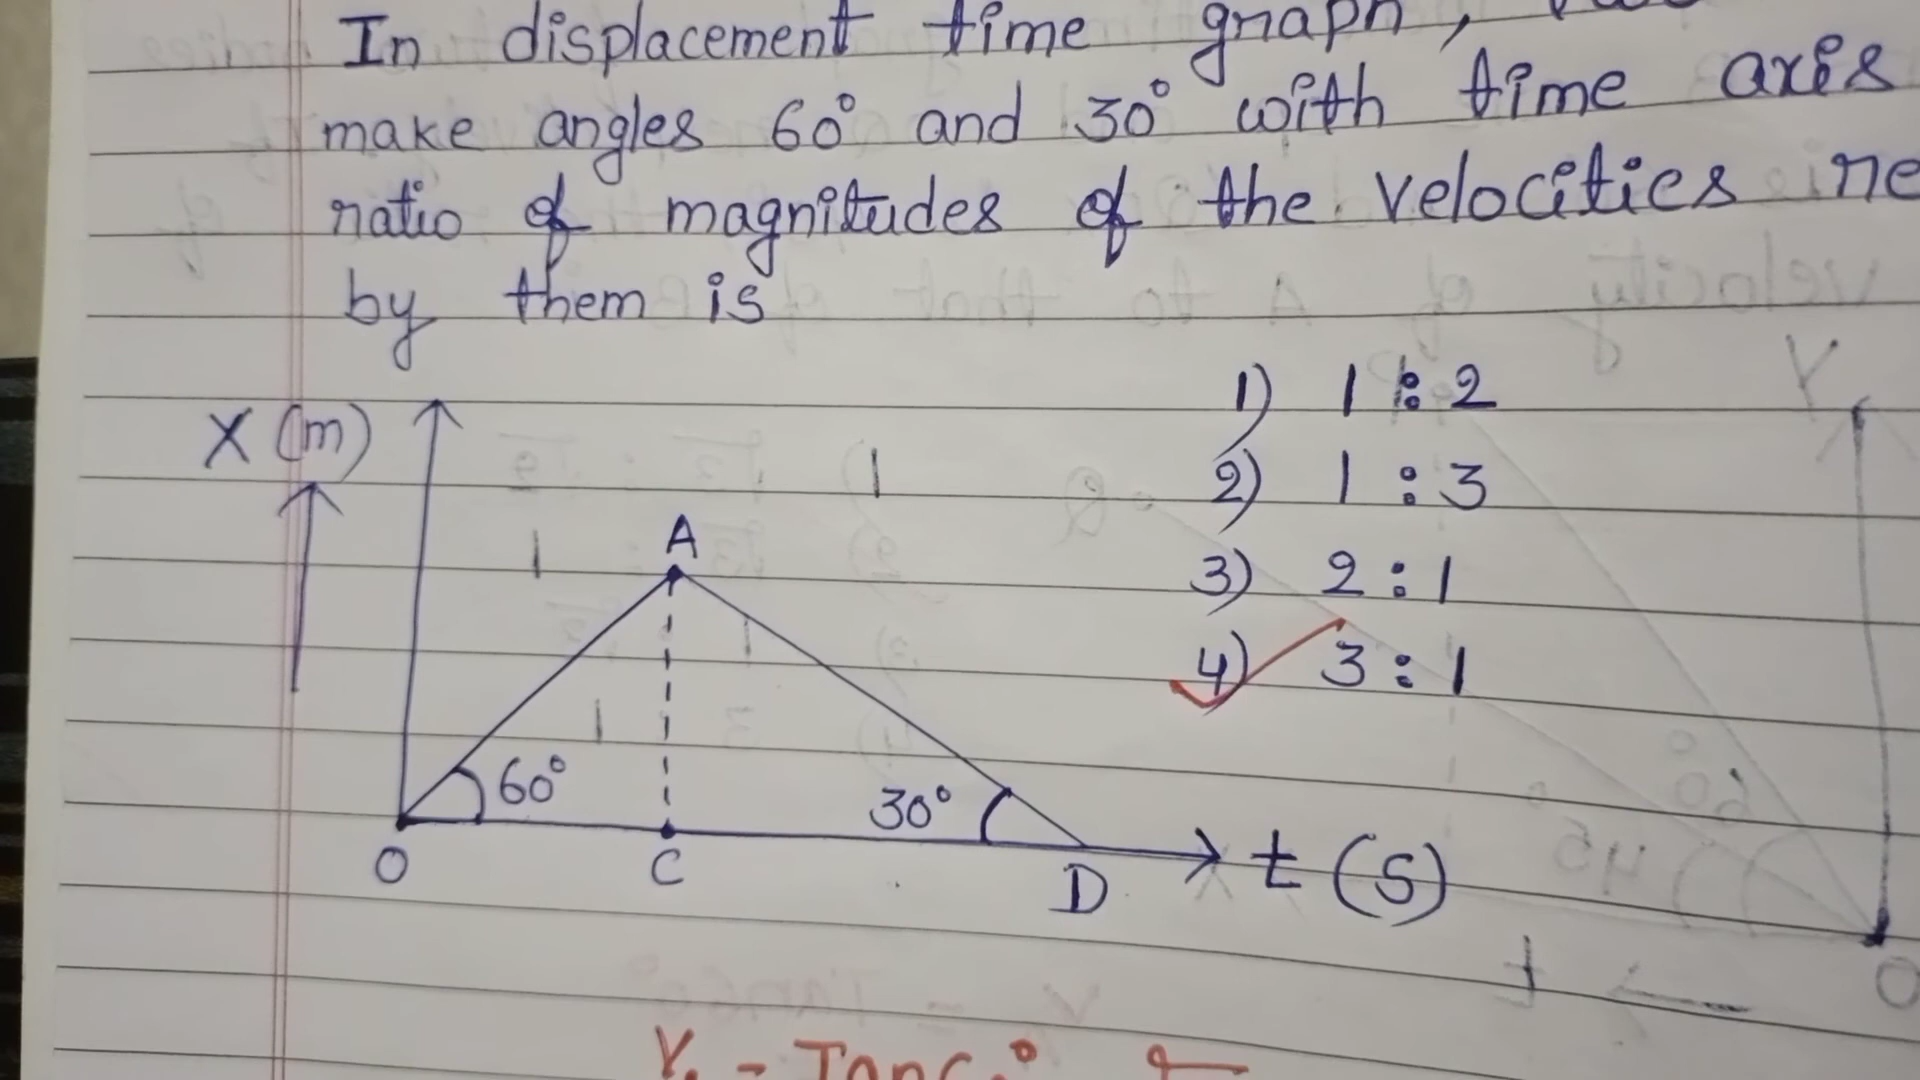 In displacement time graph,
make angles 60° and 30° with time axis
ratio of magnitudes of the velocities
by them is
X (m)
1) 1 : 2
2) 1 : 3
3) 2 : 1
4) 3 : 1
A
60°
30°
O
C
D
t (s)